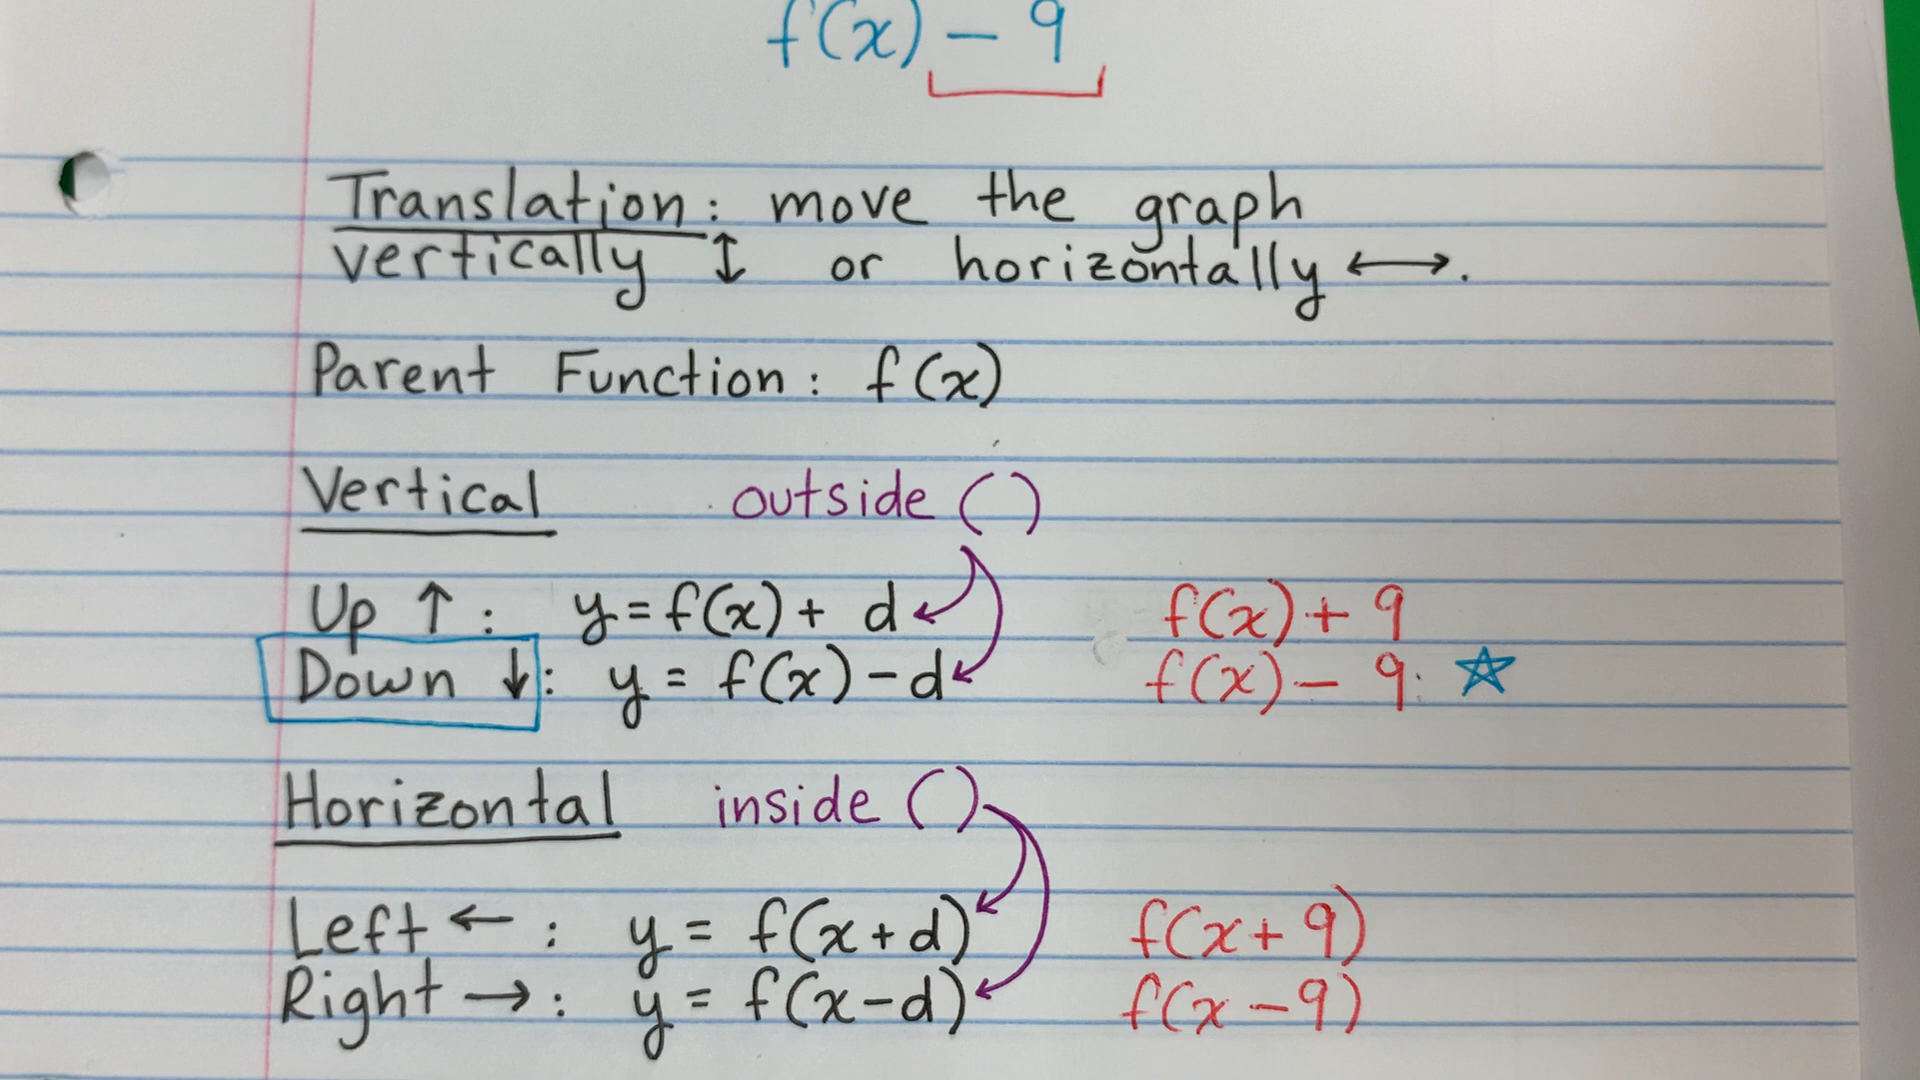 f(x) - 9
Translation: move the graph
vertically ↕ or horizontally ↔.
Parent Function: f(x)
Vertical outside ( )
Up ↑ : y = f(x) + d f(x) + 9
Down ↓ : y = f(x) - d f(x) - 9
Horizontal inside ( )
Left ← : y = f(x+d) f(x+9)
Right → : y = f(x-d) f(x-9)